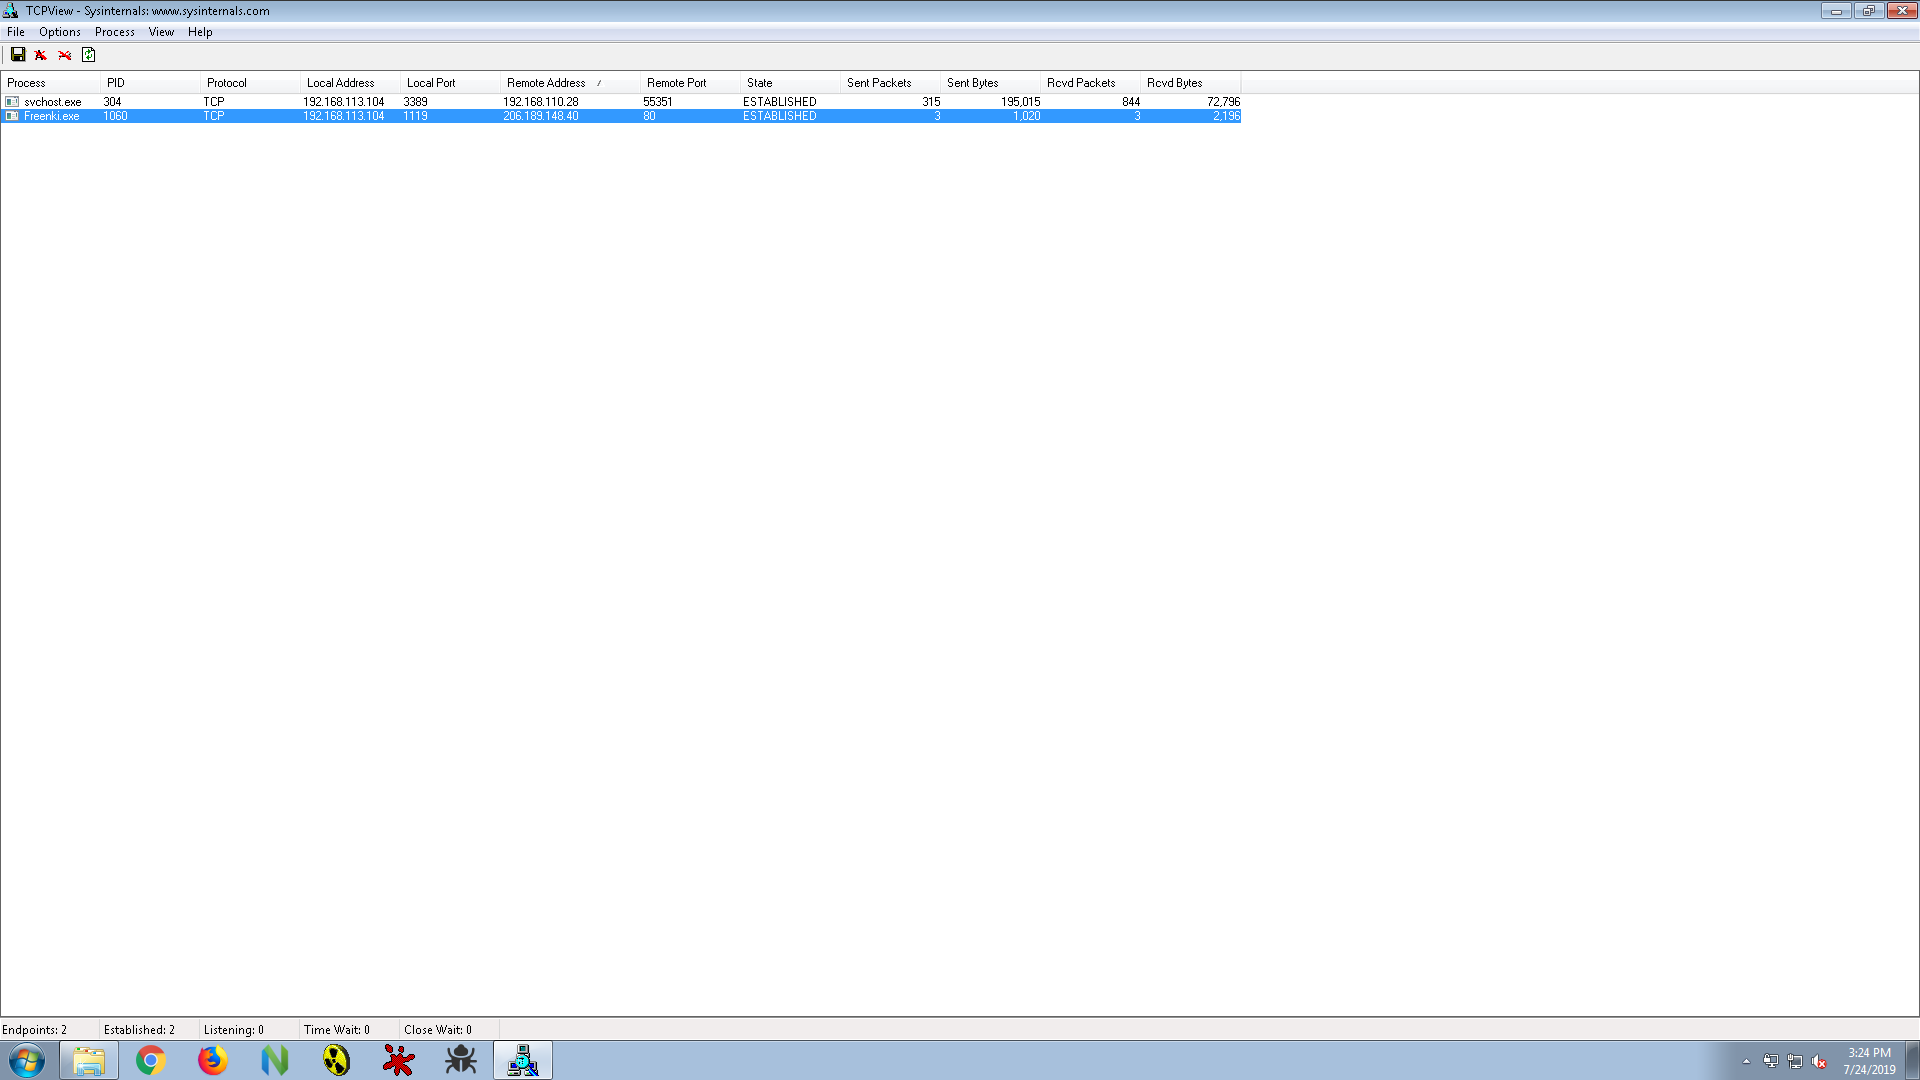 TCPView - Sysinternals: www.sysinternals.com
File Options Process View Help
Process PID Protocol Local Address Local Port Remote Address / Remote Port State Sent Packets Sent Bytes Rcvd Packets Rcvd Bytes
svchost.exe 304 TCP 192.168.113.104 3389 192.168.110.28 55351 ESTABLISHED 315 195,015 844 72,796
Freenki.exe 1060 TCP 192.168.113.104 1119 206.189.148.40 80 ESTABLISHED 3 1,020 3 2,196
Endpoints: 2 Established: 2 Listening: 0 Time Wait: 0 Close Wait: 0
3:24 PM
7/24/2019